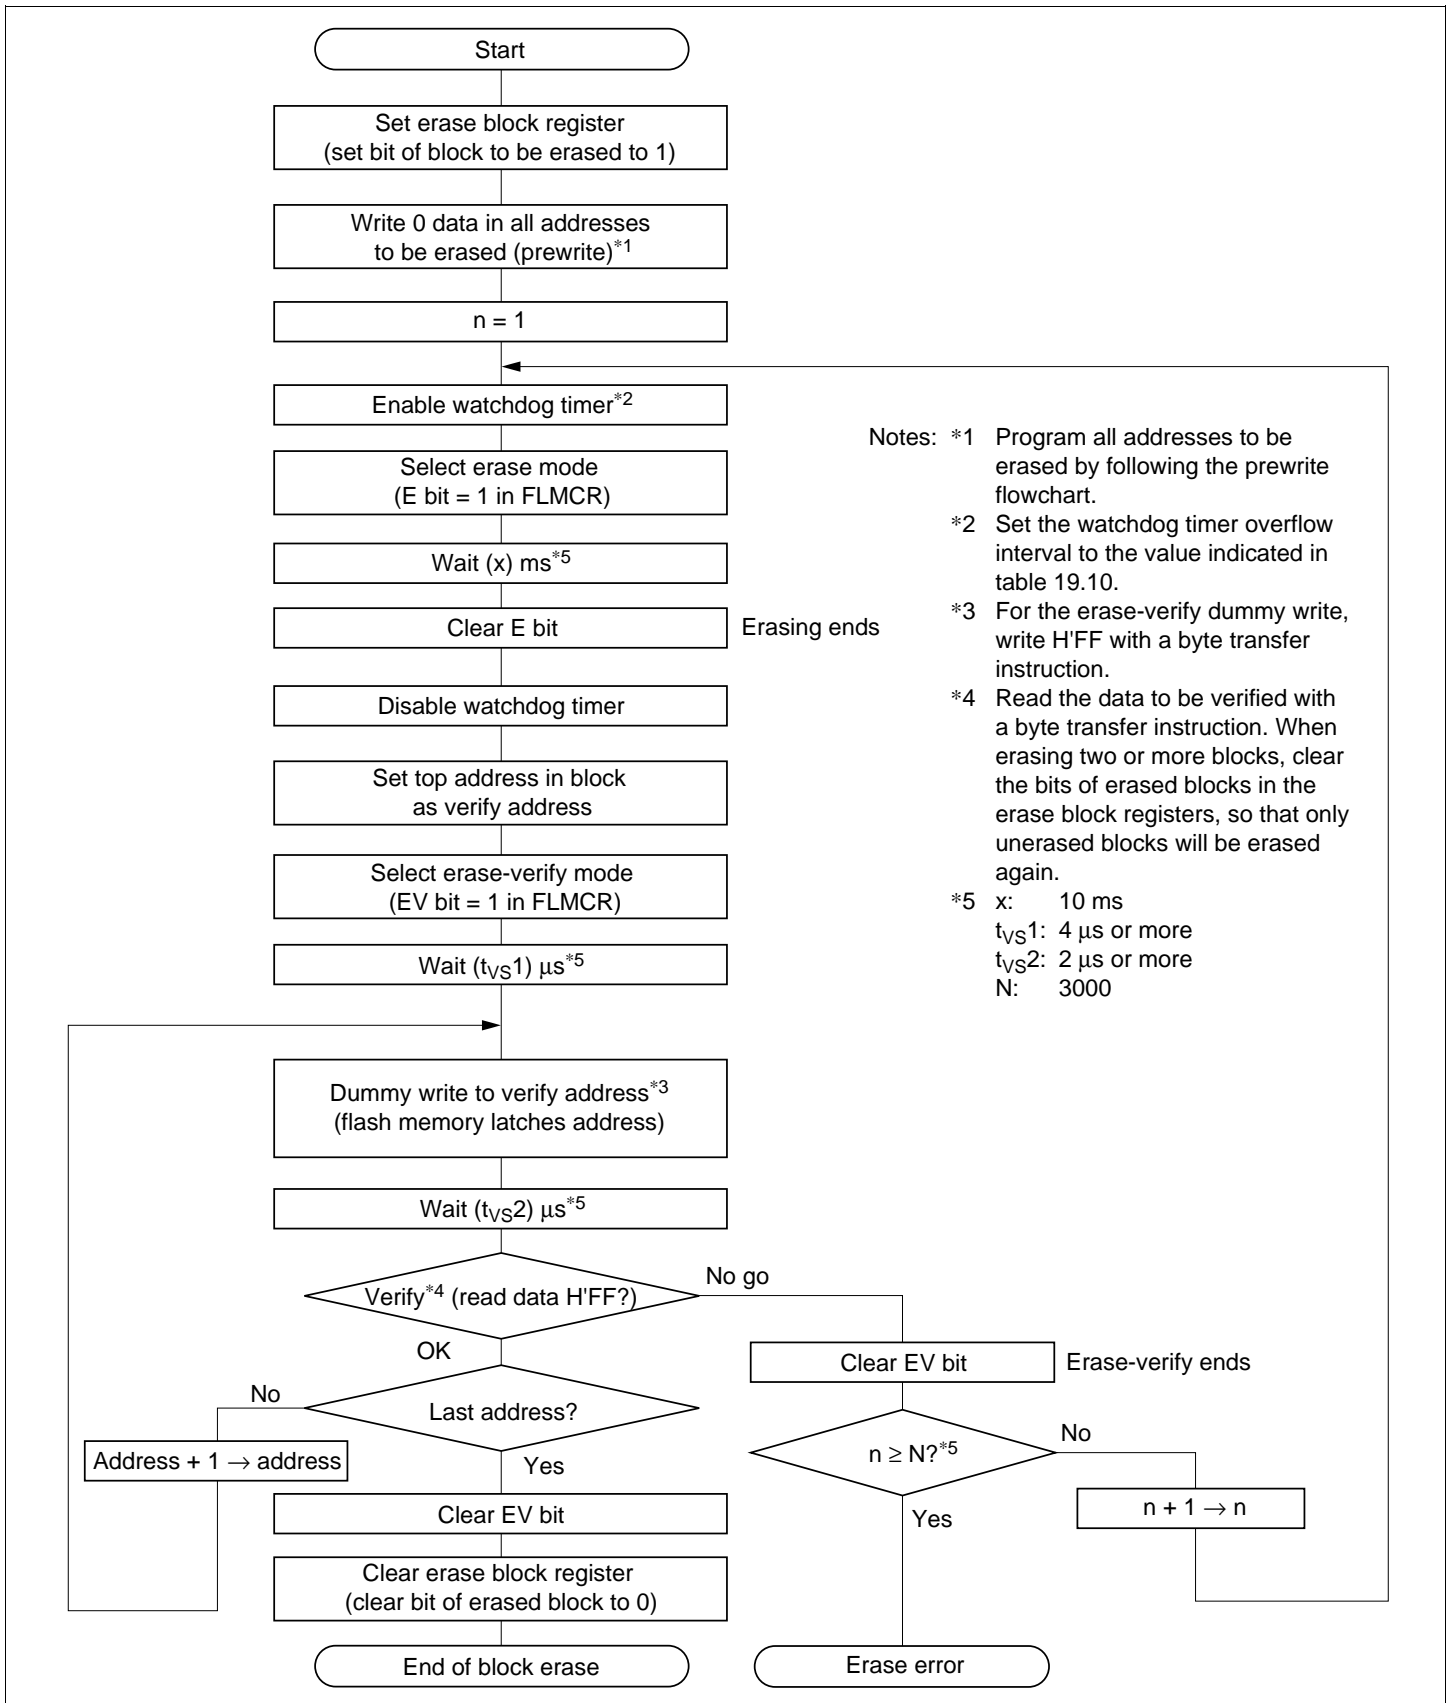 Start
Set erase block register
(set bit of block to be erased to 1)
Write 0 data in all addresses
to be erased (prewrite)*1
n = 1
Enable watchdog timer*2
Select erase mode
(E bit = 1 in FLMCR)
Wait (x) ms*5
Clear E bit
Erasing ends
Disable watchdog timer
Set top address in block
as verify address
Select erase-verify mode
(EV bit = 1 in FLMCR)
Wait (tVS1) µs*5
Dummy write to verify address*3
(flash memory latches address)
Wait (tVS2) µs*5
Verify*4 (read data H'FF?)
No go
OK
Last address?
No
Address + 1 → address
Yes
Clear EV bit
Clear erase block register
(clear bit of erased block to 0)
End of block erase
Clear EV bit
Erase-verify ends
n ≥ N?*5
No
n + 1 → n
Yes
Erase error
Notes: *1 Program all addresses to be
erased by following the prewrite
flowchart.
*2 Set the watchdog timer overflow
interval to the value indicated in
table 19.10.
*3 For the erase-verify dummy write,
write H'FF with a byte transfer
instruction.
*4 Read the data to be verified with
a byte transfer instruction. When
erasing two or more blocks, clear
the bits of erased blocks in the
erase block registers, so that only
unerased blocks will be erased
again.
*5 x: 10 ms
tVS1: 4 µs or more
tVS2: 2 µs or more
N: 3000